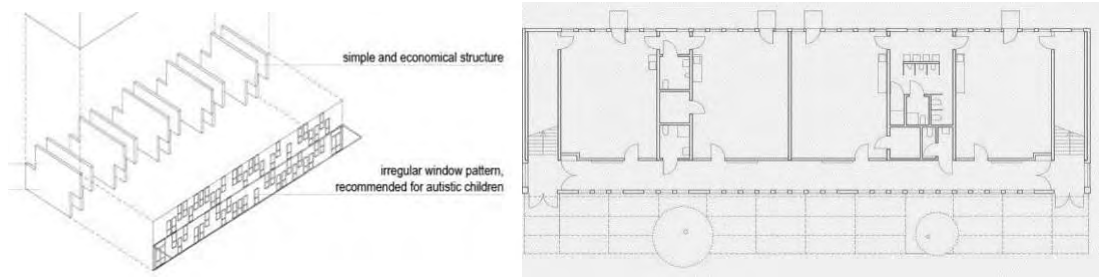 simple and economical structure
irregular window pattern,
recommended for autistic children